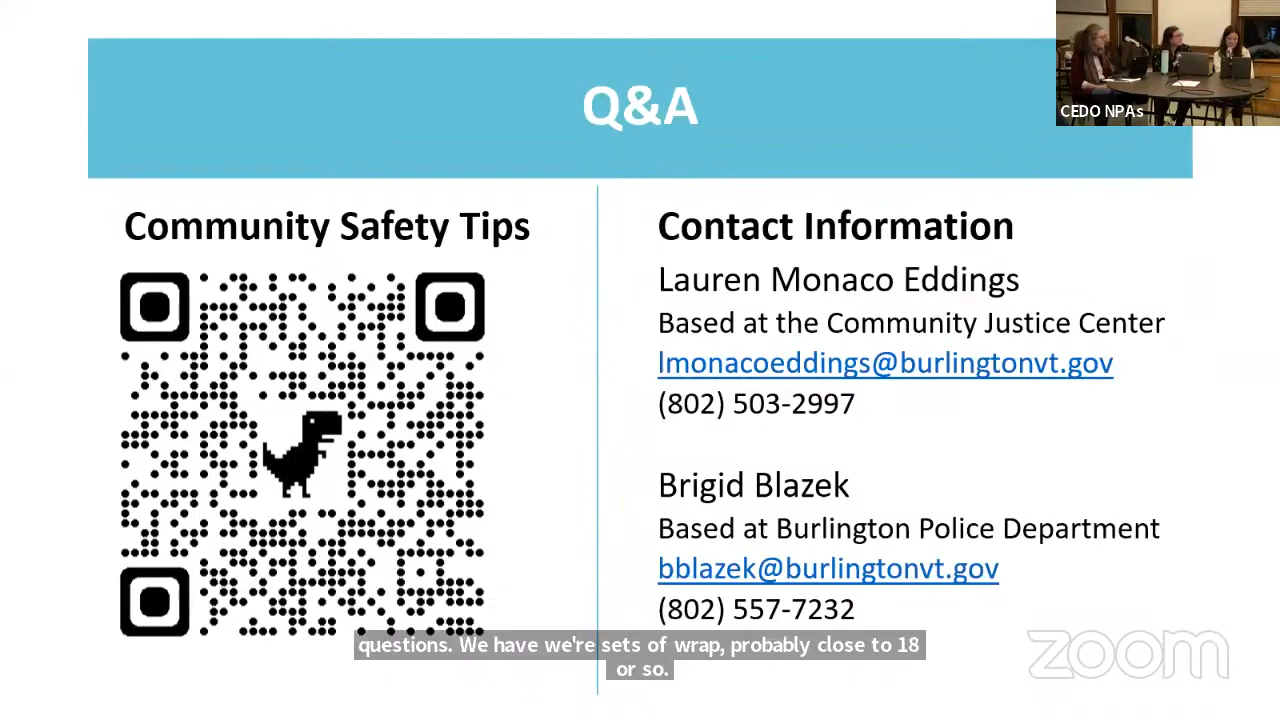 Q&A
CEDO NPAs
Community Safety Tips
Contact Information
Lauren Monaco Eddings
Based at the Community Justice Center
lmonacoeddings@burlingtonvt.gov
(802) 503-2997
Brigid Blazek
Based at Burlington Police Department
bblazek@burlingtonvt.gov
(802) 557-7232
questions. We have we're sets of wrap, probably close to 18
or so.
zoom